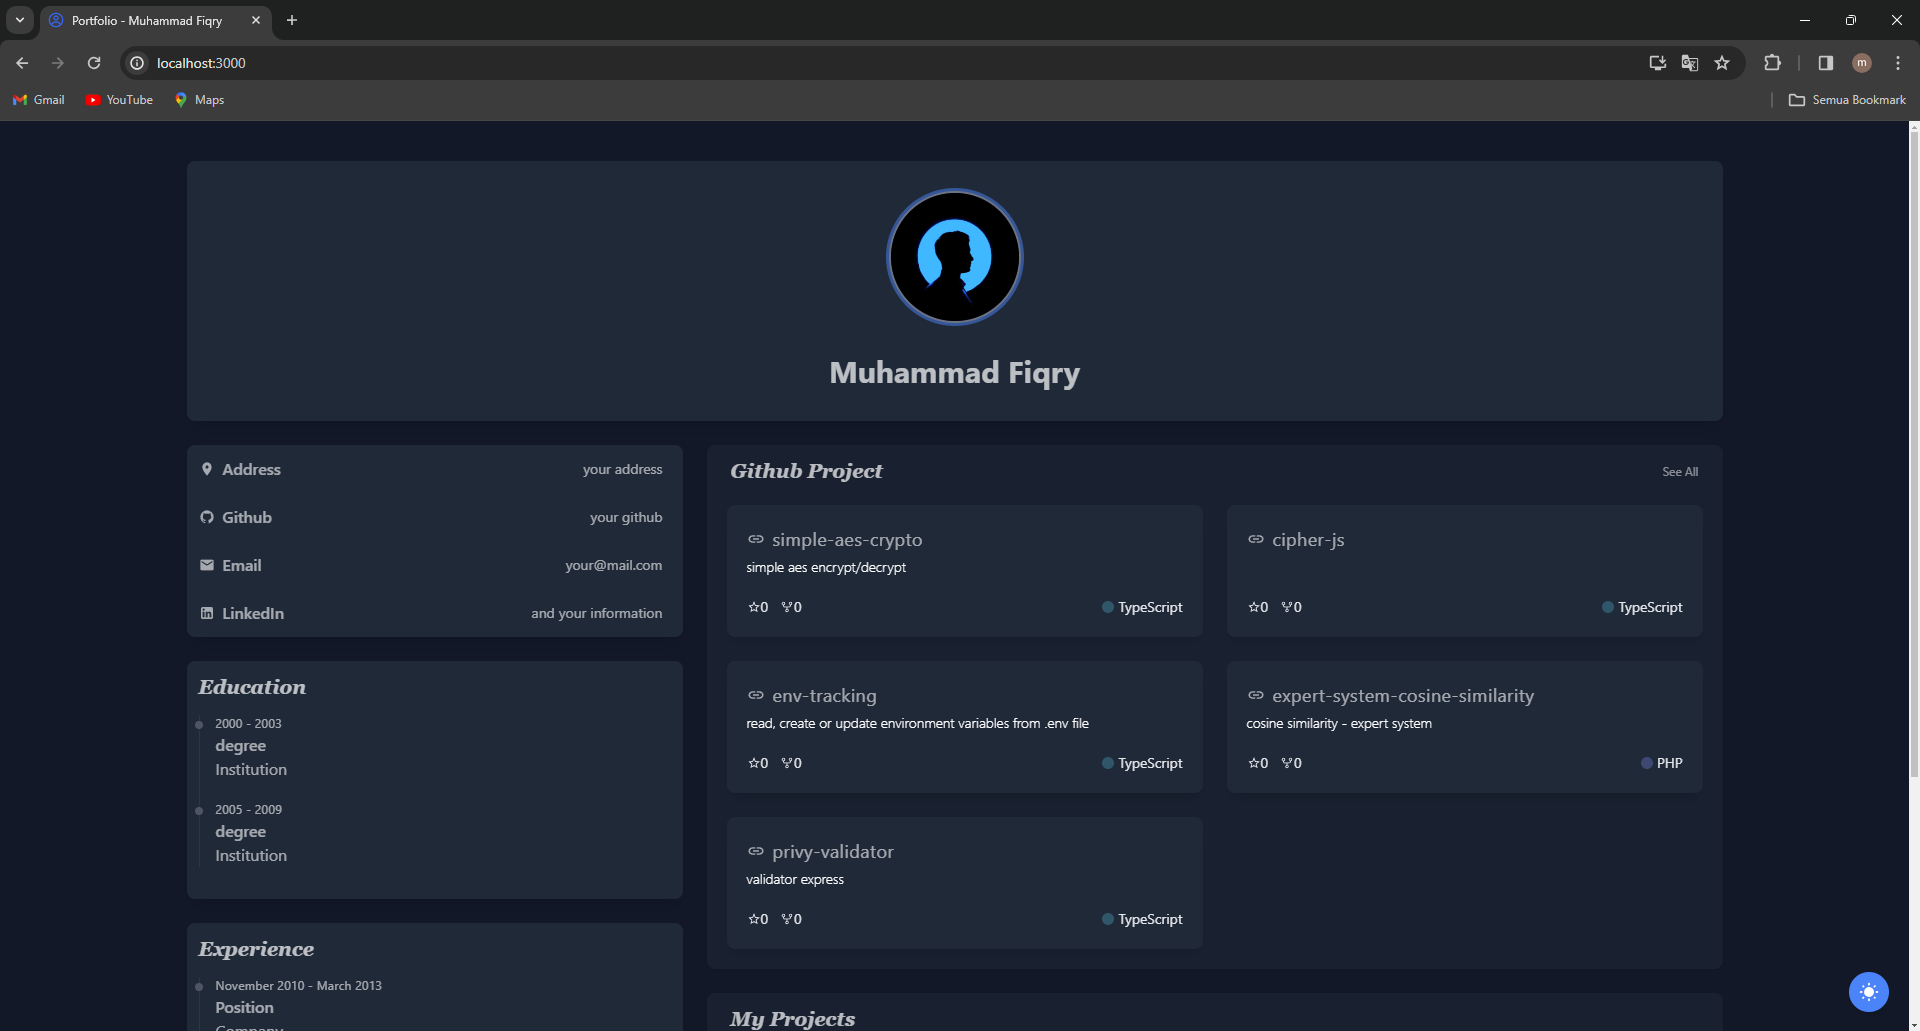 Portfolio - Muhammad Fiqry
localhost:3000
m
Gmail
YouTube
Maps
Semua Bookmark
Muhammad Fiqry
Address your address
Github your github
Email your@mail.com
LinkedIn and your information
Education
2000 - 2003
degree
Institution
2005 - 2009
degree
Institution
Experience
November 2010 - March 2013
Position
Company
Github Project See All
simple-aes-crypto
simple aes encrypt/decrypt
0 0 TypeScript
cipher-js
0 0 TypeScript
env-tracking
read, create or update environment variables from .env file
0 0 TypeScript
expert-system-cosine-similarity
cosine similarity - expert system
0 0 PHP
privy-validator
validator express
0 0 TypeScript
My Projects